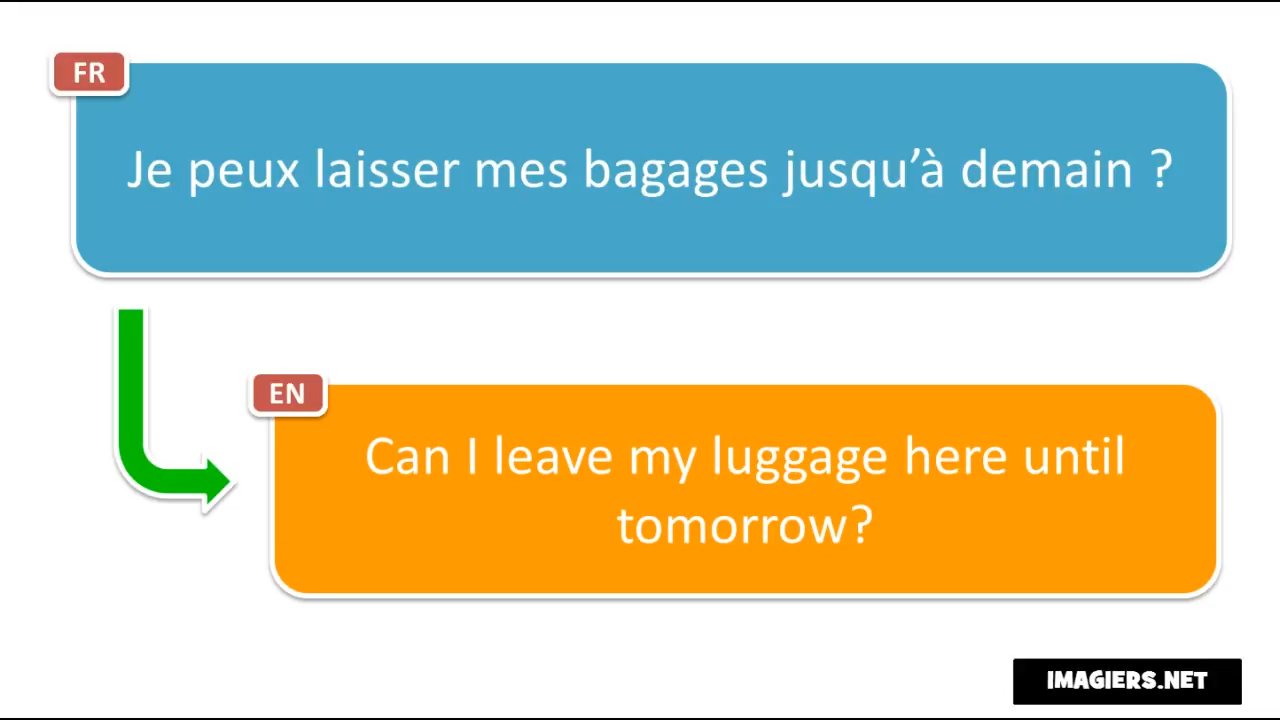 FR
Je peux laisser mes bagages jusqu’à demain ?
EN
Can I leave my luggage here until
tomorrow?
IMAGIERS.NET